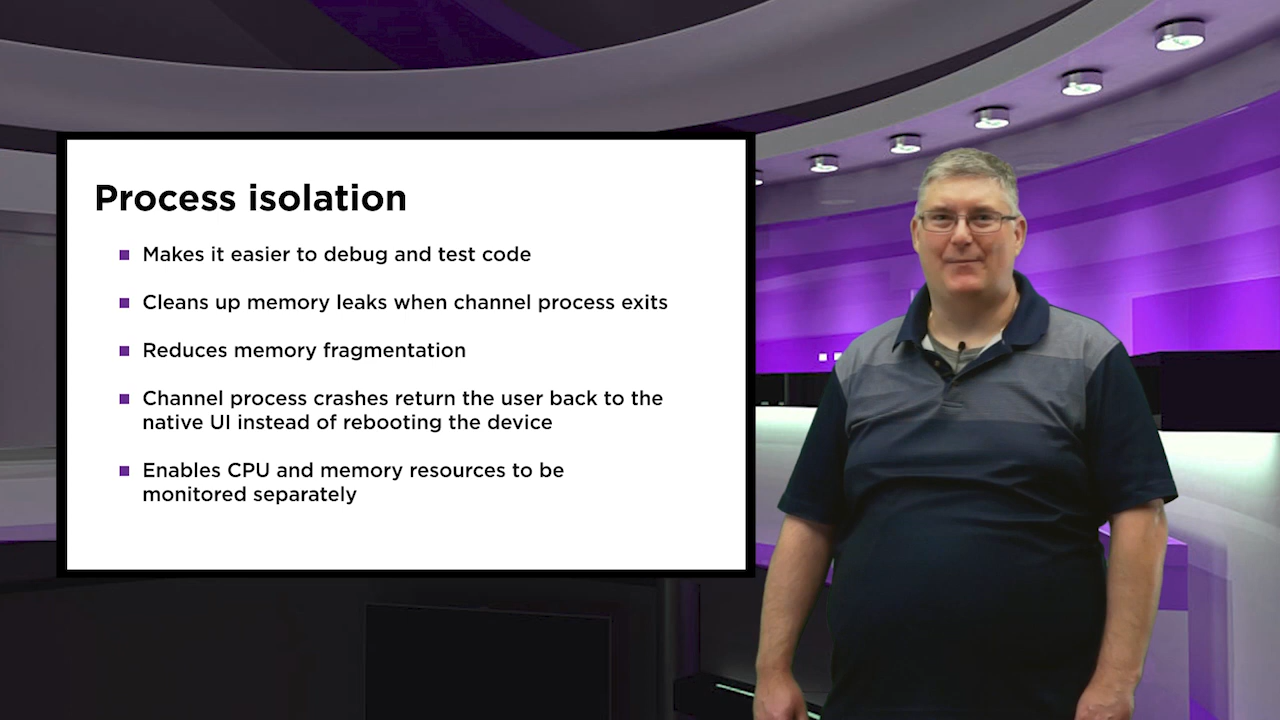 Process isolation
Makes it easier to debug and test code
Cleans up memory leaks when channel process exits
Reduces memory fragmentation
Channel process crashes return the user back to the
native UI instead of rebooting the device
Enables CPU and memory resources to be
monitored separately